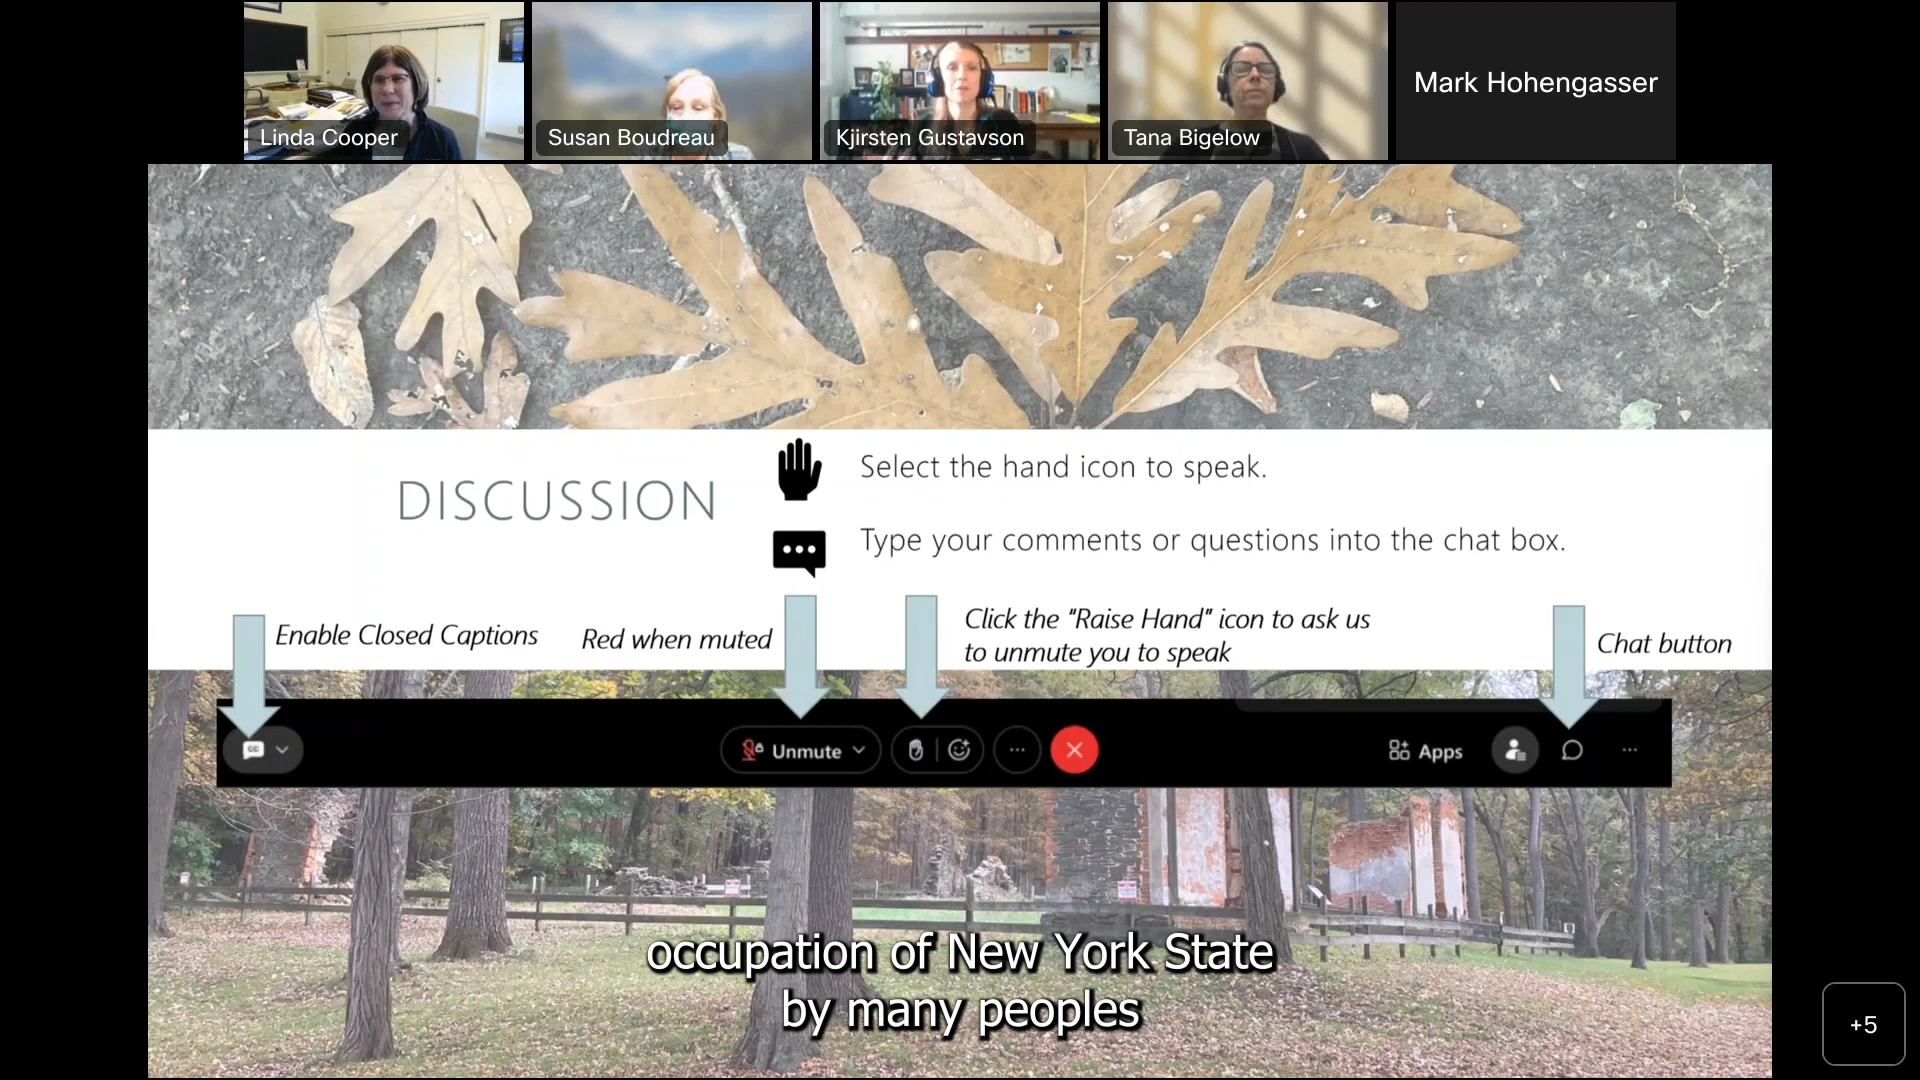 Linda Cooper
Susan Boudreau
Kjirsten Gustavson
Tana Bigelow
Mark Hohengasser
DISCUSSION
Select the hand icon to speak.
Type your comments or questions into the chat box.
Enable Closed Captions
Red when muted
Click the "Raise Hand" icon to ask us
to unmute you to speak
Chat button
CC
Unmute
Apps
occupation of New York State
by many peoples
+5